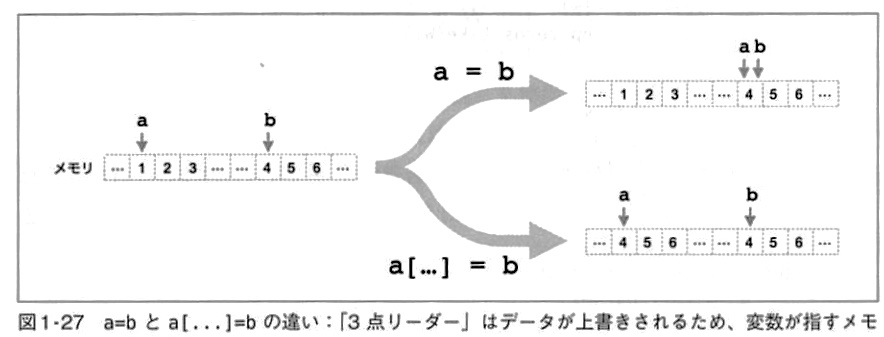 a = b
a b
… 1 2 3 … … 4 5 6 …
a b
メモリ … 1 2 3 … … 4 5 6 …
a b
… 4 5 6 … … 4 5 6 …
a[…] = b
図1-27 a=b と a[...]=b の違い：「3 点リーダー」はデータが上書きされるため、変数が指すメモ